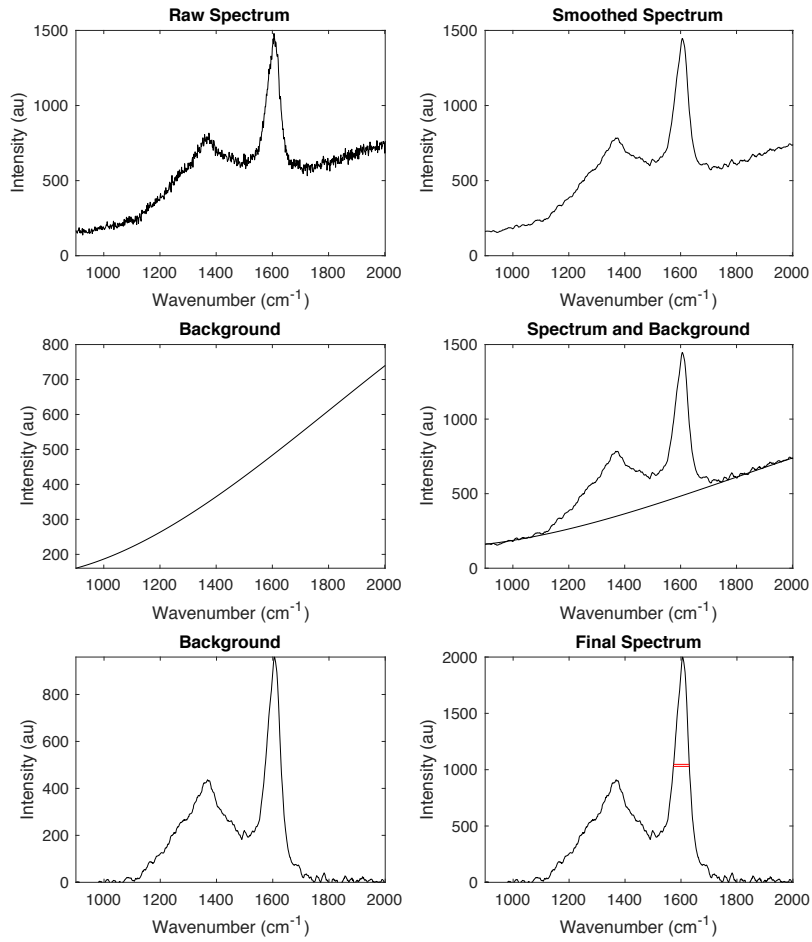 Raw Spectrum
Intensity (au)
1500
1000
500
0
1000 1200 1400 1600 1800 2000
Wavenumber (cm⁻¹)
Smoothed Spectrum
Intensity (au)
1500
1000
500
0
1000 1200 1400 1600 1800 2000
Wavenumber (cm⁻¹)
Background
Intensity (au)
800
700
600
500
400
300
200
1000 1200 1400 1600 1800 2000
Wavenumber (cm⁻¹)
Spectrum and Background
Intensity (au)
1500
1000
500
0
1000 1200 1400 1600 1800 2000
Wavenumber (cm⁻¹)
Background
Intensity (au)
800
600
400
200
0
1000 1200 1400 1600 1800 2000
Wavenumber (cm⁻¹)
Final Spectrum
Intensity (au)
2000
1500
1000
500
0
1000 1200 1400 1600 1800 2000
Wavenumber (cm⁻¹)